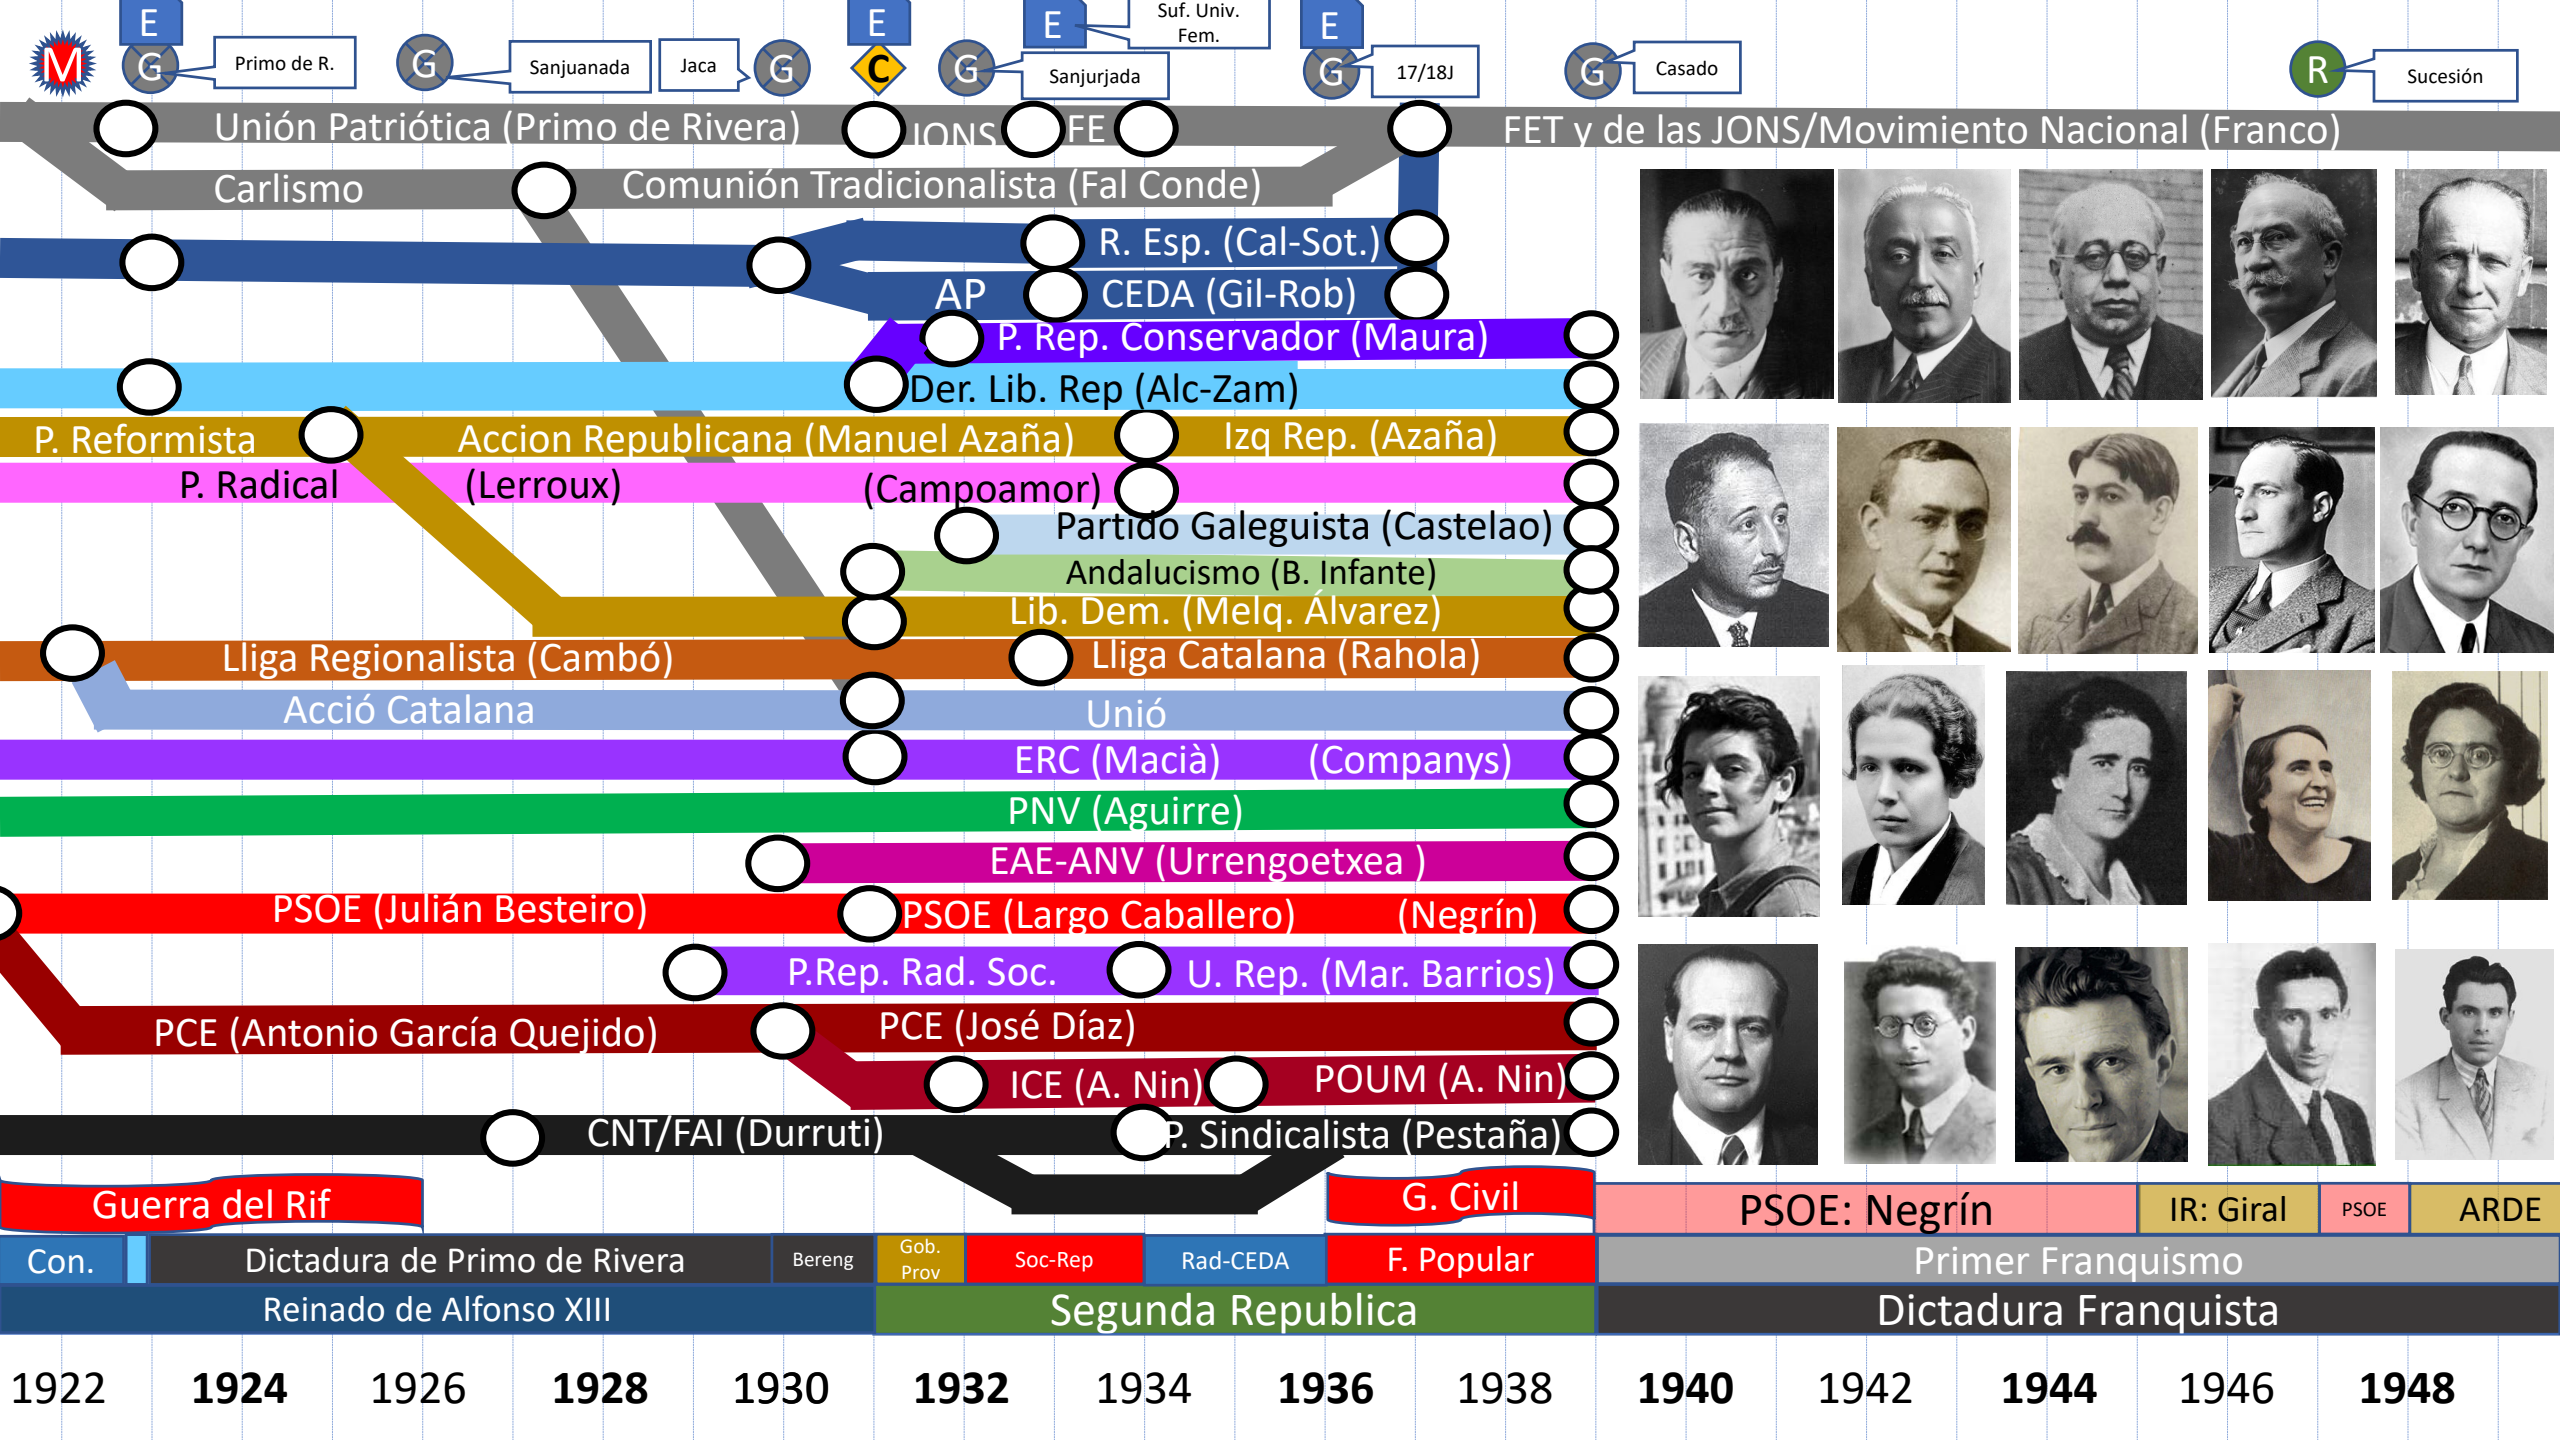 E
E
E
Suf. Univ.
Fem.
E
M
G
Primo de R.
G
Sanjuanada
Jaca
G
C
G
Sanjurjada
G
17/18J
G
Casado
R
Sucesión
Unión Patriótica (Primo de Rivera)
JONS
FE
FET y de las JONS/Movimiento Nacional (Franco)
Carlismo
Comunión Tradicionalista (Fal Conde)
R. Esp. (Cal-Sot.)
AP
CEDA (Gil-Rob)
P. Rep. Conservador (Maura)
Der. Lib. Rep (Alc-Zam)
P. Reformista
Accion Republicana (Manuel Azaña)
Izq Rep. (Azaña)
P. Radical
(Lerroux)
(Campoamor)
Partido Galeguista (Castelao)
Andalucismo (B. Infante)
Lib. Dem. (Melq. Álvarez)
Lliga Regionalista (Cambó)
Lliga Catalana (Rahola)
Acció Catalana
Unió
ERC (Macià)
(Companys)
PNV (Aguirre)
EAE-ANV (Urrengoetxea )
PSOE (Julián Besteiro)
PSOE (Largo Caballero)
(Negrín)
P.Rep. Rad. Soc.
U. Rep. (Mar. Barrios)
PCE (Antonio García Quejido)
PCE (José Díaz)
ICE (A. Nin)
POUM (A. Nin)
CNT/FAI (Durruti)
P. Sindicalista (Pestaña)
Guerra del Rif
G. Civil
PSOE: Negrín
IR: Giral
PSOE
ARDE
Con.
Dictadura de Primo de Rivera
Bereng
Gob.
Prov
Soc-Rep
Rad-CEDA
F. Popular
Primer Franquismo
Reinado de Alfonso XIII
Segunda Republica
Dictadura Franquista
1922
1924
1926
1928
1930
1932
1934
1936
1938
1940
1942
1944
1946
1948